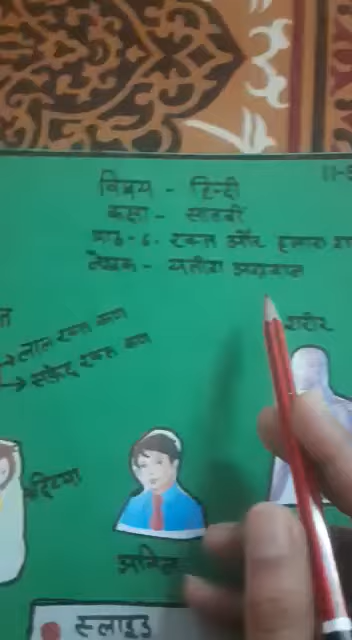 विषय - हिन्दी
कक्षा - सातवीं
पाठ-6. रक्त और हमारा श
लेखक - यतीश अग्रवाल
शरीर
→ लाल रक्त कण
→ सफेद रक्त कण
दिव्या
अनिल
स्लाइड